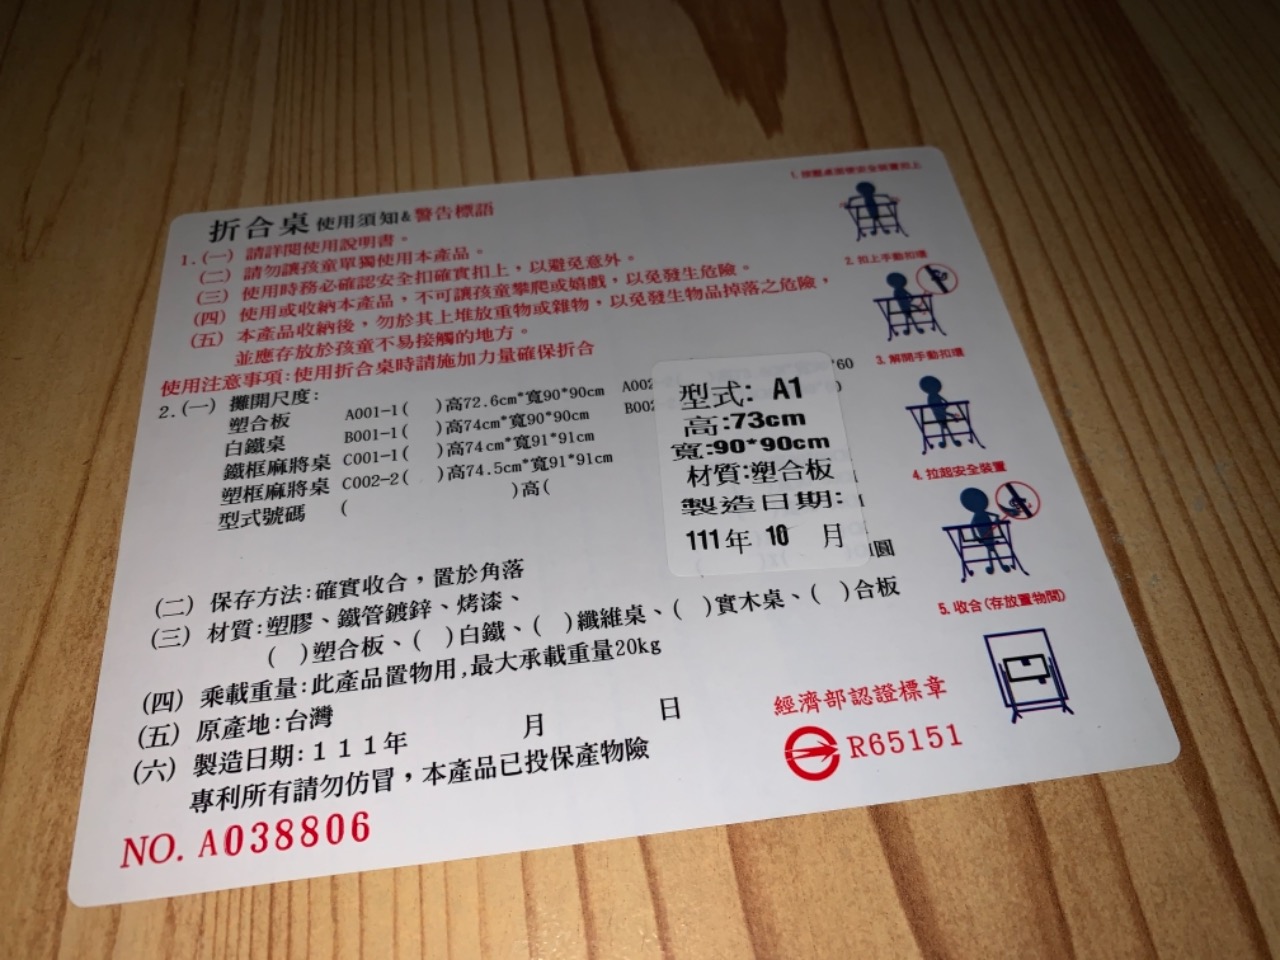 折合桌 使用須知&警告標語
1.(一) 請詳閱使用說明書。
(二) 請勿讓孩童單獨使用本產品。
(三) 使用時務必確認安全扣確實扣上，以避免意外。
(四) 使用或收納本產品，不可讓孩童攀爬或嬉戲，以免發生危險。
(五) 本產品收納後，勿於其上堆放重物或雜物，以免發生物品掉落之危險，
並應存放於孩童不易接觸的地方。
使用注意事項:使用折合桌時請施加力量確保折合
2.(一) 攤開尺度:
塑合板 A001-1( )高72.6cm*寬90*90cm A002 *60
白鐵桌 B001-1( )高74cm*寬90*90cm B002
鐵框麻將桌 C001-1( )高74cm*寬91*91cm
塑框麻將桌 C002-2( )高74.5cm*寬91*91cm
型式號碼 ( )高(
(二) 保存方法:確實收合，置於角落
(三) 材質:塑膠、鐵管鍍鋅、烤漆、
( )塑合板、( )白鐵、( )纖維桌、( )實木桌、( )合板
(四) 乘載重量:此產品置物用,最大承載重量20kg
(五) 原產地:台灣
(六) 製造日期:111年 月 日
專利所有請勿仿冒，本產品已投保產物險
NO. A038806
型式: A1
高:73cm
寬:90*90cm
材質:塑合板
製造日期:
111年 10 月
圓
2. 扣上手動扣環
3. 解開手動扣環
4. 拉起安全裝置
5. 收合(存放置物間)
經濟部認證標章
R65151